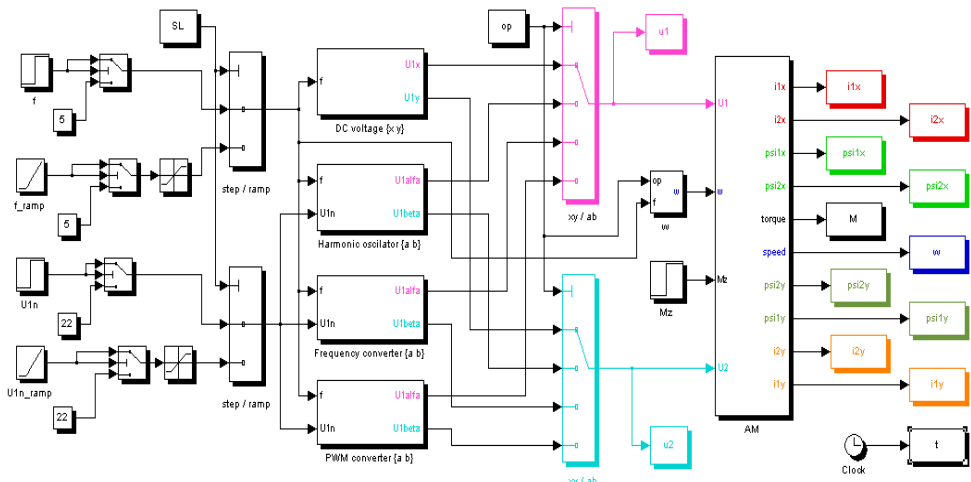 SL
op
u1
f
5
U1x
f
U1y
DC voltage {x y}
step / ramp
f_ramp
5
f
U1n
U1alfa
U1beta
Harmonic oscilator {a b}
xy / ab
op
f
w
w
U1n
22
f
U1n
U1alfa
U1beta
Frequency converter {a b}
Mz
U1n_ramp
22
step / ramp
f
U1n
U1alfa
U1beta
PWM converter {a b}
u2
xy / ab
U1
w
Mz
U2
AM
i1x
i1x
i2x
i2x
psi1x
psi1x
psi2x
psi2x
torque
M
speed
w
psi2y
psi2y
psi1y
psi1y
i2y
i2y
i1y
i1y
Clock
t